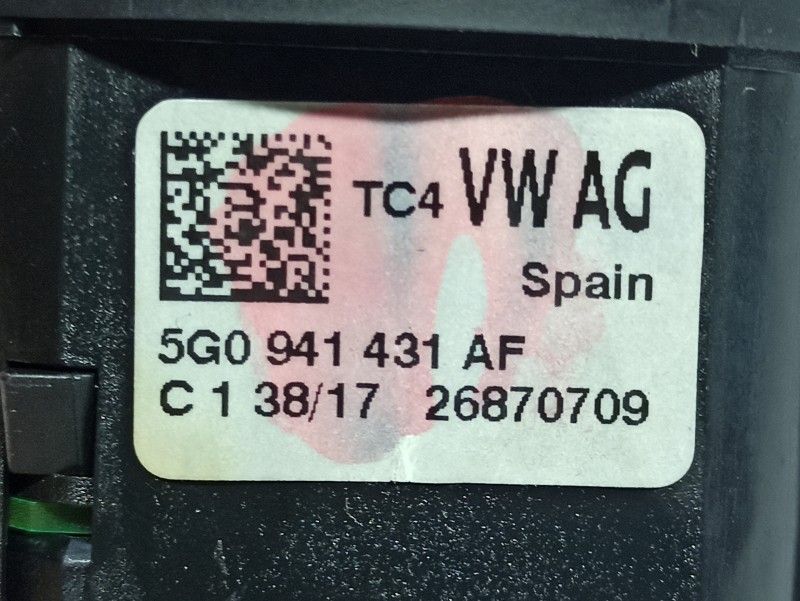 TC4 VW AG
Spain
5G0 941 431 AF
C 1 38/17 26870709